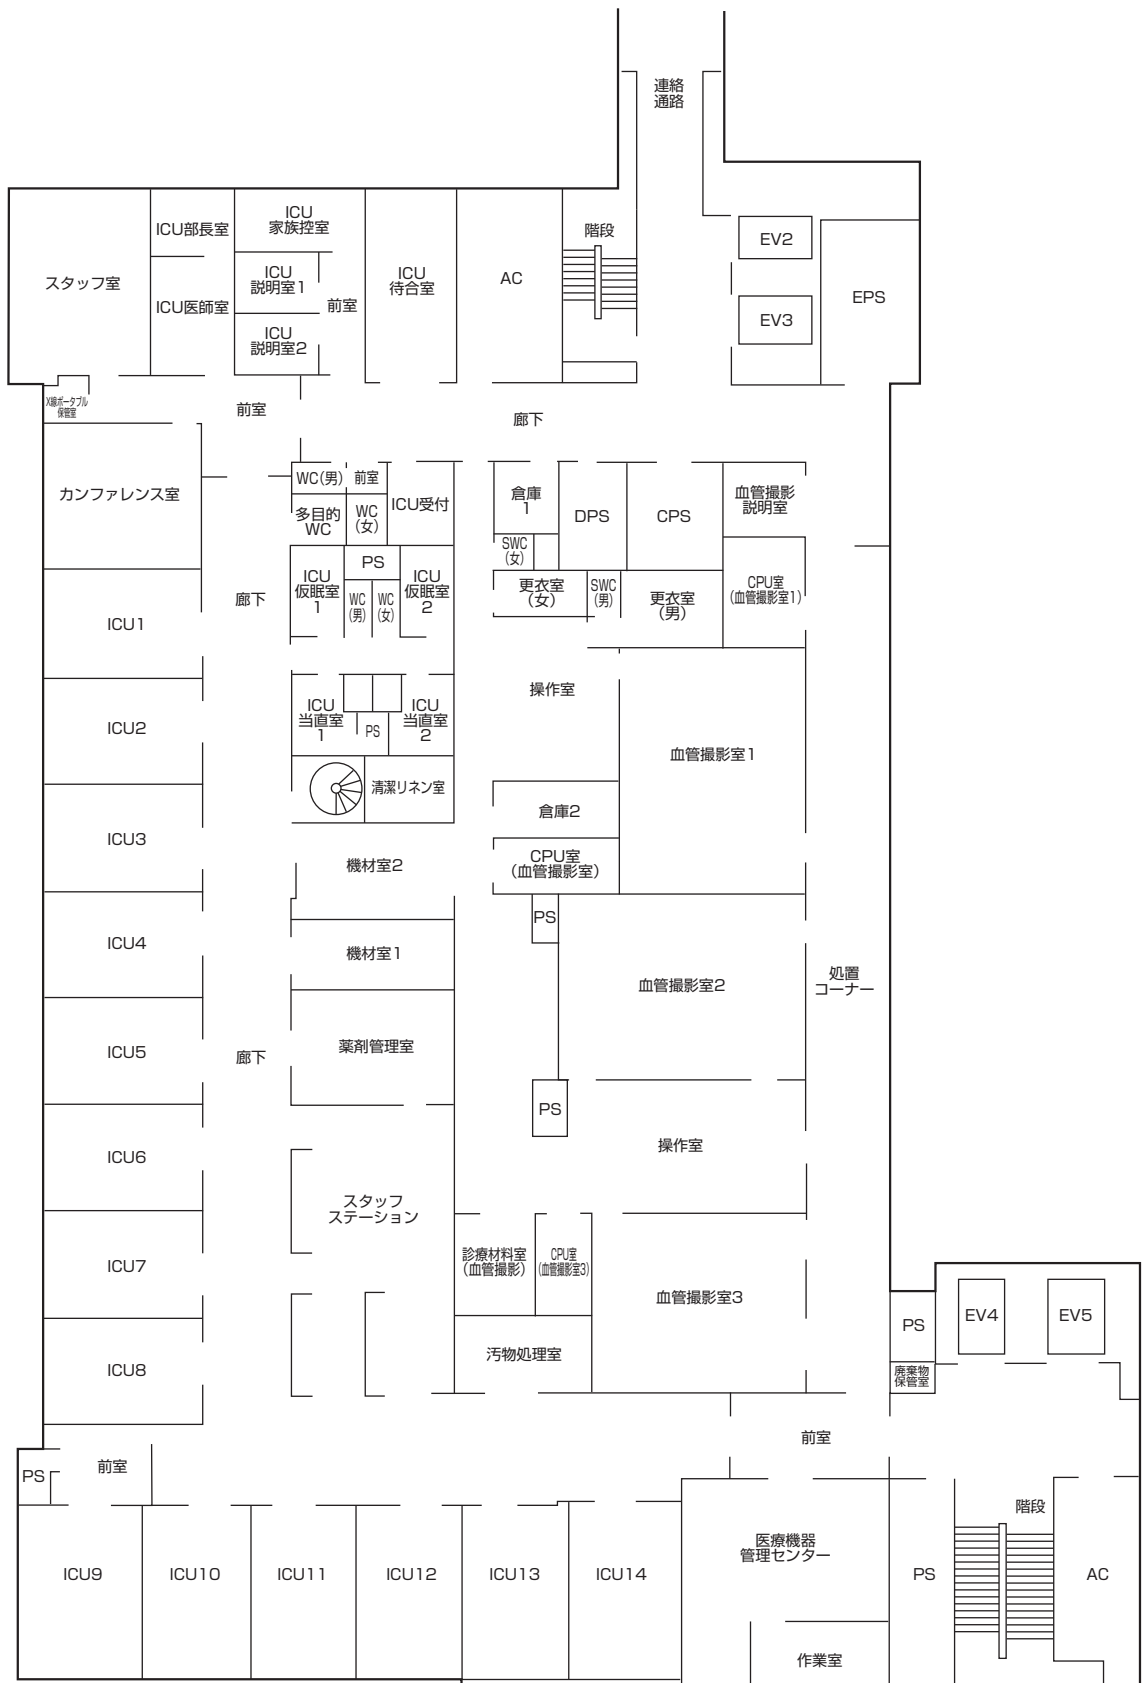 連絡
通路
ICU部長室
ICU
家族控室
階段
EV2
スタッフ室
ICU
説明室1
ICU
待合室
AC
EPS
ICU医師室
前室
EV3
ICU
説明室2
X線ポータブル
保管室
前室
廊下
カンファレンス室
WC(男)
前室
ICU受付
多目的
WC
WC
(女)
倉庫
1
DPS
CPS
血管撮影
説明室
SWC
(女)
PS
ICU
仮眠室
1
WC
(男)
WC
(女)
ICU
仮眠室
2
更衣室
(女)
SWC
(男)
更衣室
(男)
CPU室
(血管撮影室1)
廊下
ICU1
ICU2
ICU
当直室
1
PS
ICU
当直室
2
操作室
血管撮影室1
清潔リネン室
ICU3
倉庫2
機材室2
CPU室
(血管撮影室)
PS
ICU4
機材室1
血管撮影室2
処置
コーナー
ICU5
廊下
薬剤管理室
PS
ICU6
操作室
スタッフ
ステーション
ICU7
診療材料室
(血管撮影)
CPU室
(血管撮影室3)
血管撮影室3
PS
EV4
EV5
ICU8
汚物処理室
廃棄物
保管室
前室
PS
前室
階段
ICU9
ICU10
ICU11
ICU12
ICU13
ICU14
医療機器
管理センター
PS
AC
作業室